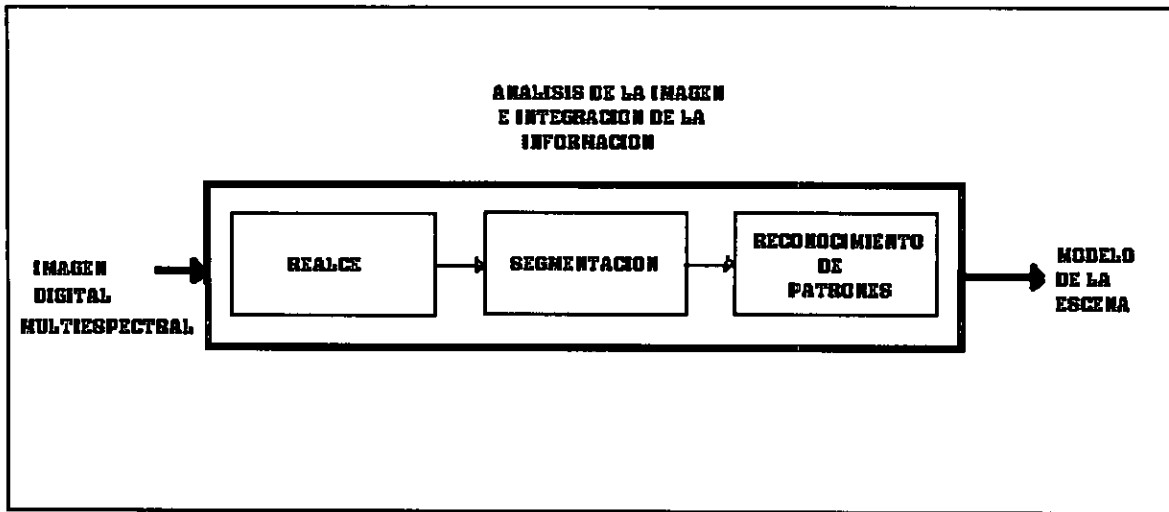 ANALISIS DE LA IMAGEN
E INTEGRACION DE LA
INFORMACION
IMAGEN
DIGITAL
MULTIESPECTRAL
REALCE
SEGMENTACION
RECONOCIMIENTO
DE
PATRONES
MODELO
DE LA
ESCENA